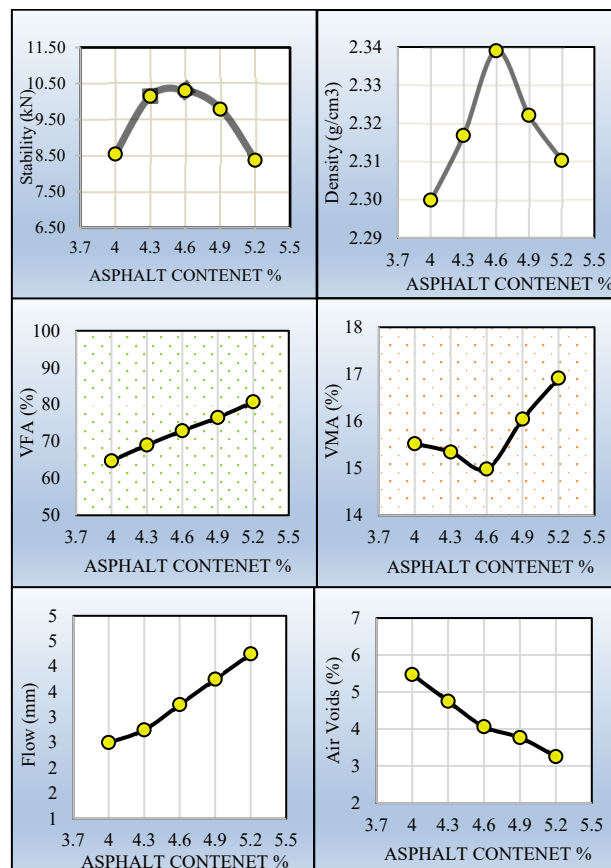 Stability (kN)
11.50
10.50
9.50
8.50
7.50
6.50
3.7 4 4.3 4.6 4.9 5.2 5.5
ASPHALT CONTENET %
Density (g/cm3)
2.34
2.33
2.32
2.31
2.30
2.29
3.7 4 4.3 4.6 4.9 5.2 5.5
ASPHALT CONTENET %
VFA (%)
100
90
80
70
60
50
3.7 4 4.3 4.6 4.9 5.2 5.5
ASPHALT CONTENET %
VMA (%)
18
17
16
15
14
3.7 4 4.3 4.6 4.9 5.2 5.5
ASPHALT CONTENET %
Flow (mm)
5
5
4
4
3
3
2
2
1
3.7 4 4.3 4.6 4.9 5.2 5.5
ASPHALT CONTENET %
Air Voids (%)
7
6
5
4
3
2
3.7 4 4.3 4.6 4.9 5.2 5.5
ASPHALT CONTENET %